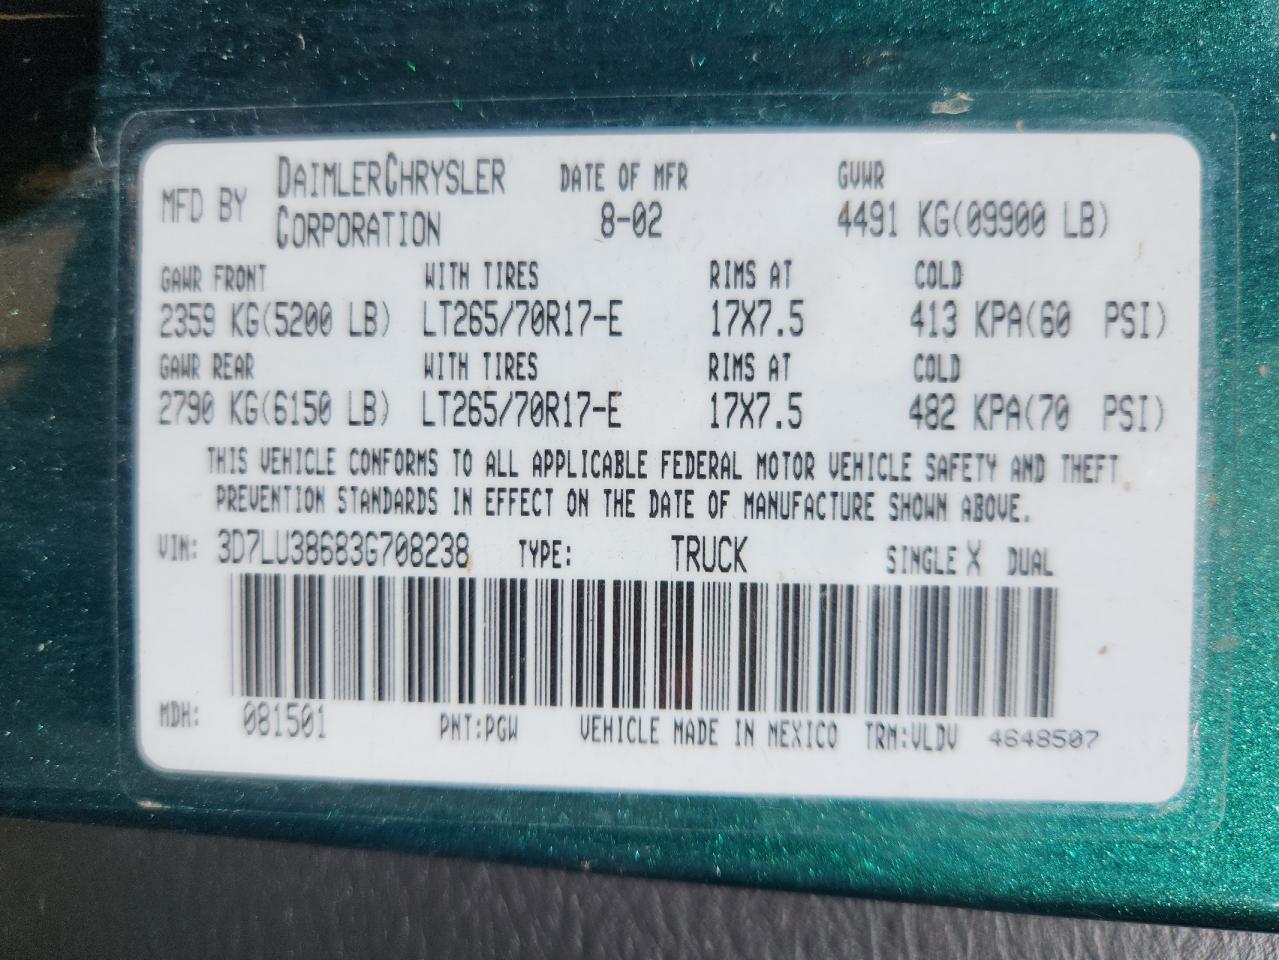 MFD BY DAIMLERCHRYSLER CORPORATION DATE OF MFR 8-02 GVWR 4491 KG(09900 LB)
GAWR FRONT WITH TIRES RIMS AT COLD
2359 KG(5200 LB) LT265/70R17-E 17X7.5 413 KPA(60 PSI)
GAWR REAR WITH TIRES RIMS AT COLD
2790 KG(6150 LB) LT265/70R17-E 17X7.5 482 KPA(70 PSI)
THIS VEHICLE CONFORMS TO ALL APPLICABLE FEDERAL MOTOR VEHICLE SAFETY AND THEFT
PREVENTION STANDARDS IN EFFECT ON THE DATE OF MANUFACTURE SHOWN ABOVE.
VIN: 3D7LU38683G708238 TYPE: TRUCK SINGLE X DUAL
MDH: 081501 PNT:PGW VEHICLE MADE IN MEXICO TRM:VLDV 4648507